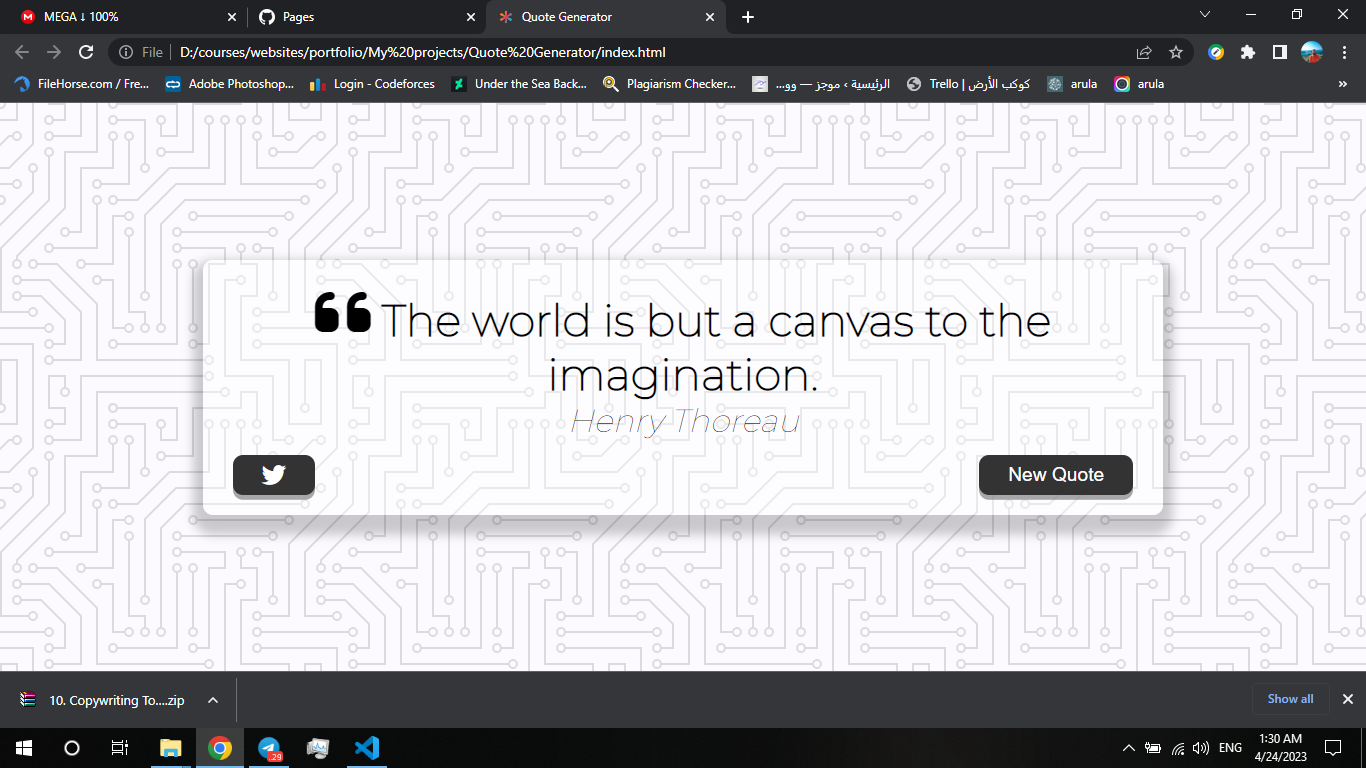 MEGA ⭣ 100%
Pages
Quote Generator
File
D:/courses/websites/portfolio/My%20projects/Quote%20Generator/index.html
FileHorse.com / Fre...
Adobe Photoshop...
Login - Codeforces
Under the Sea Back...
Plagiarism Checker...
الرئيسية ‹ موجز — وو...
Trello | كوكب الأرض
arula
arula
»
“ The world is but a canvas to the
imagination.
Henry Thoreau
New Quote
10. Copywriting To....zip
Show all
.29
ENG
1:30 AM
4/24/2023